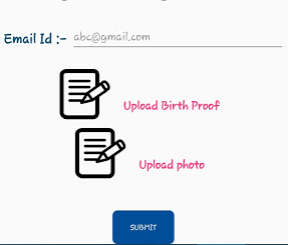 Email Id :- abc@gmail.com
Upload Birth Proof
Upload photo
SUBMIT